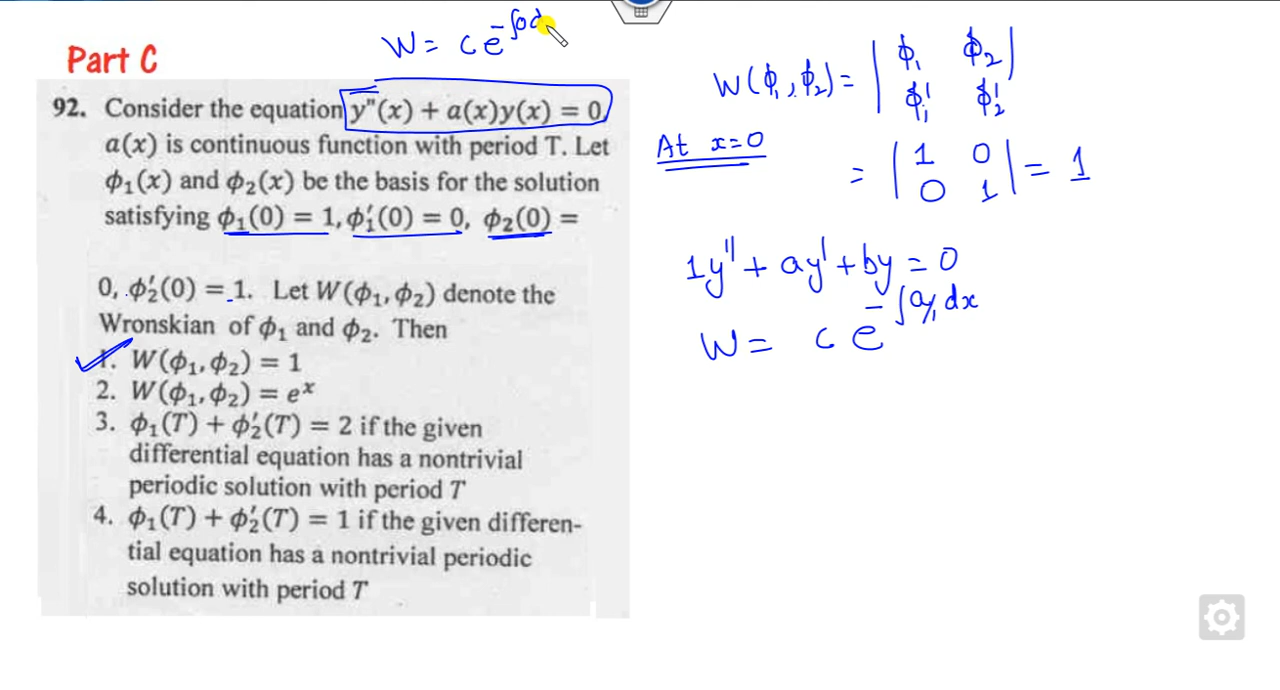 Part C
W = c e^{-∫0d
92. Consider the equation y"(x) + a(x)y(x) = 0,
a(x) is continuous function with period T. Let
ϕ₁(x) and ϕ₂(x) be the basis for the solution
satisfying ϕ₁(0) = 1, ϕ₁′(0) = 0, ϕ₂(0) =
0, ϕ₂′(0) = 1. Let W(ϕ₁, ϕ₂) denote the
Wronskian of ϕ₁ and ϕ₂. Then
1. W(ϕ₁, ϕ₂) = 1
2. W(ϕ₁, ϕ₂) = eˣ
3. ϕ₁(T) + ϕ₂′(T) = 2 if the given
differential equation has a nontrivial
periodic solution with period T
4. ϕ₁(T) + ϕ₂′(T) = 1 if the given differen-
tial equation has a nontrivial periodic
solution with period T
W(ϕ₁, ϕ₂) = | ϕ₁ ϕ₂ |
| ϕ₁' ϕ₂' |
At x=0
= | 1 0 |
| 0 1 | = 1
1y'' + ay' + by = 0
W = c e^{-∫a/1 dx}